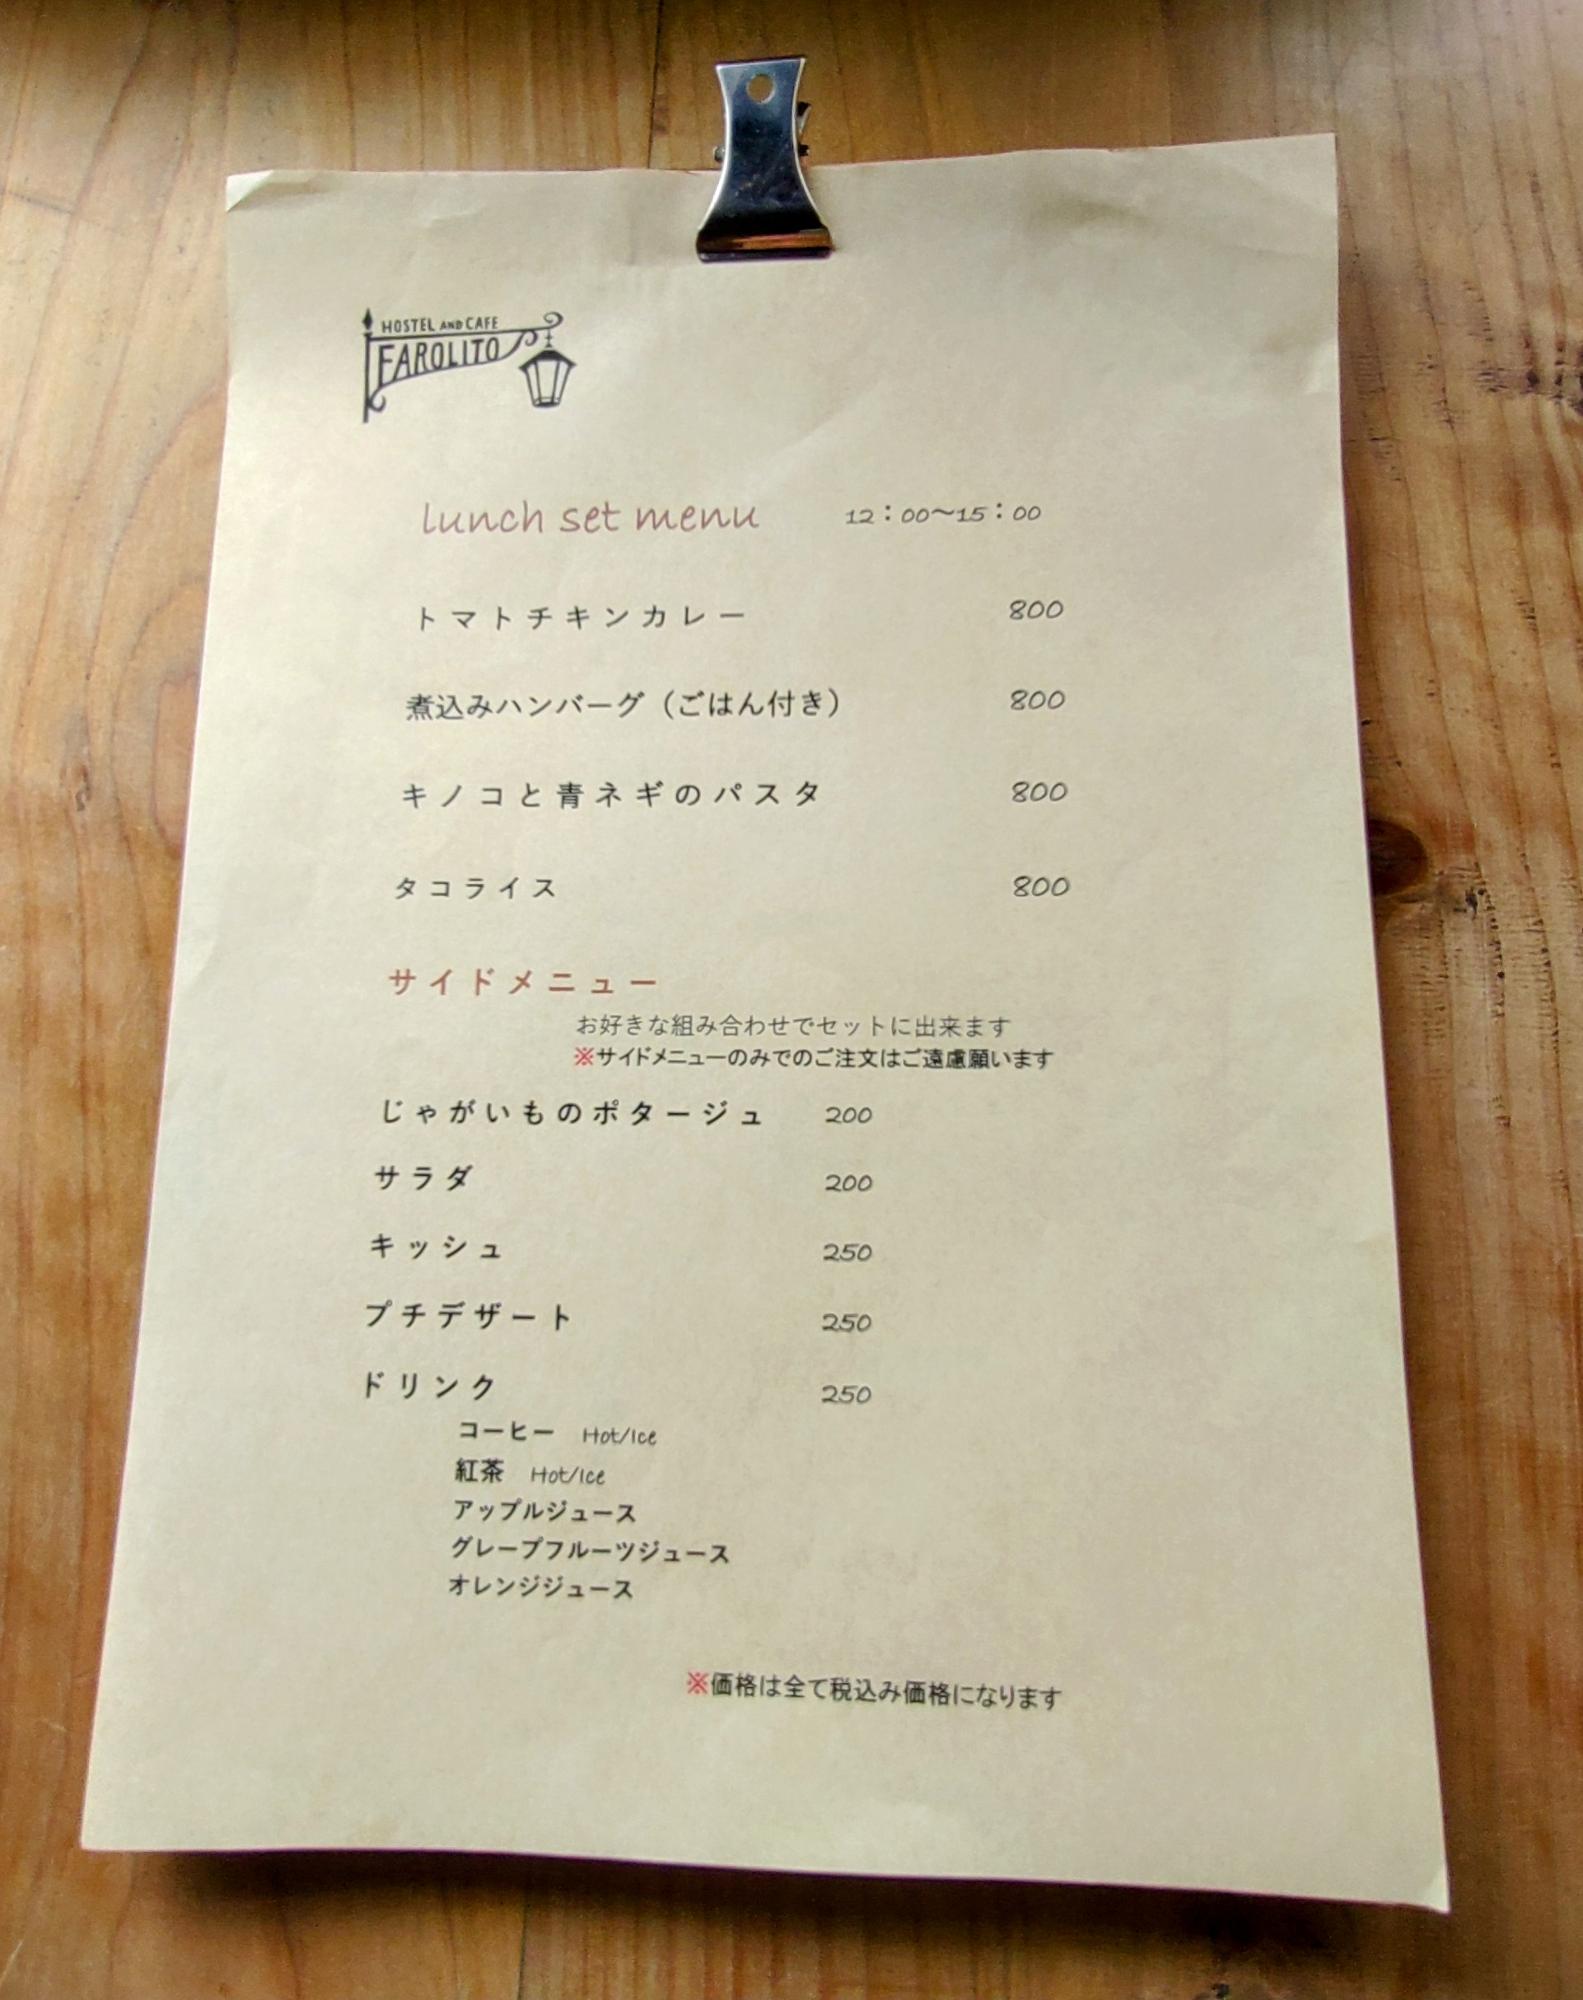 HOSTEL AND CAFE
FAROLITO
lunch set menu 12：00～15：00
トマトチキンカレー 800
煮込みハンバーグ（ごはん付き） 800
キノコと青ネギのパスタ 800
タコライス 800
サイドメニュー
お好きな組み合わせでセットに出来ます
※サイドメニューのみでのご注文はご遠慮願います
じゃがいものポタージュ 200
サラダ 200
キッシュ 250
プチデザート 250
ドリンク 250
コーヒー Hot/Ice
紅茶 Hot/Ice
アップルジュース
グレープフルーツジュース
オレンジジュース
※価格は全て税込み価格になります